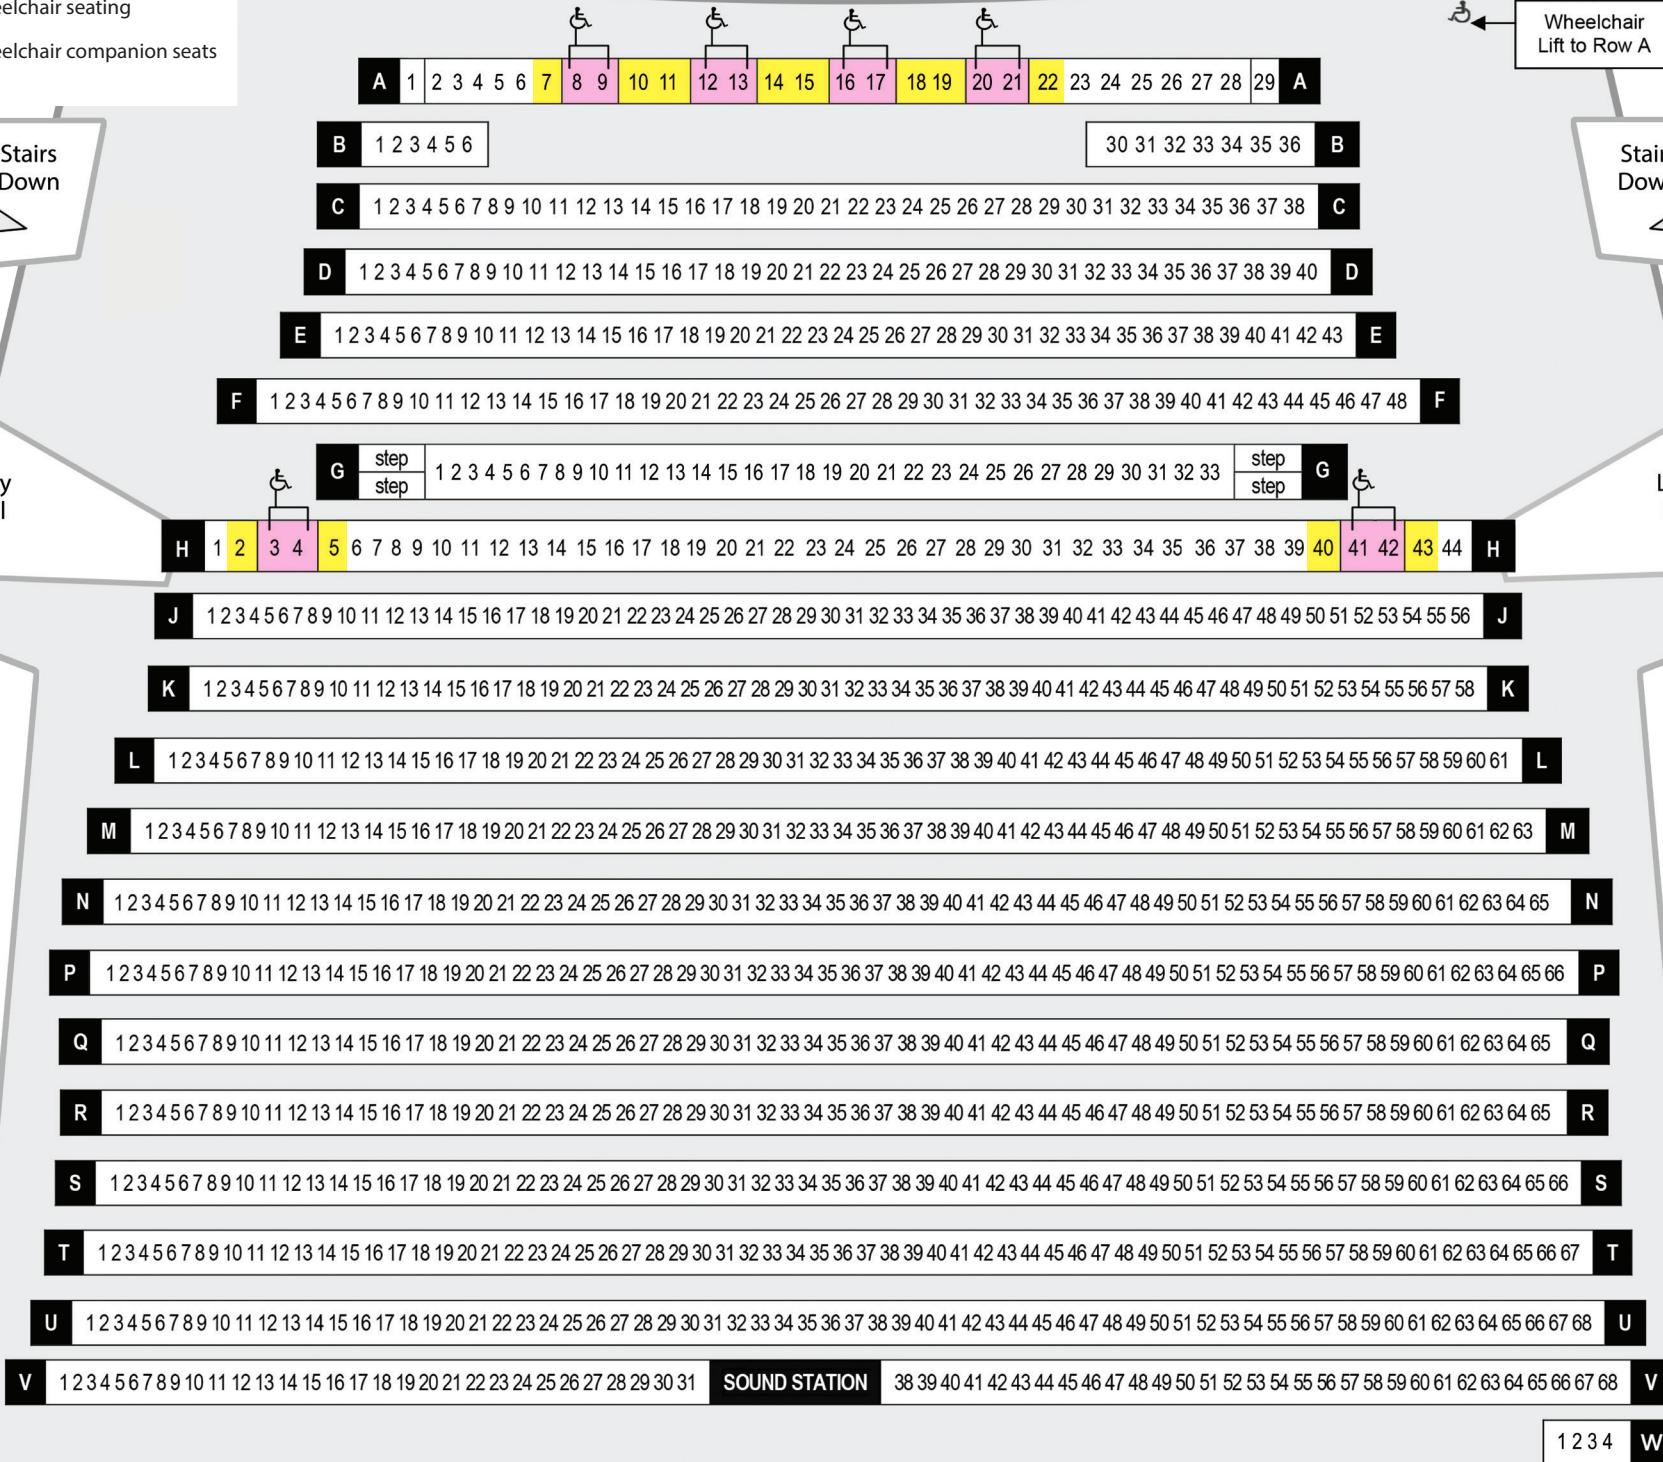 elchair seating
elchair companion seats
Wheelchair
Lift to Row A
A 1 2 3 4 5 6 7 8 9 10 11 12 13 14 15 16 17 18 19 20 21 22 23 24 25 26 27 28 29 A
B 1 2 3 4 5 6 30 31 32 33 34 35 36 B
Stairs
Down
C 1 2 3 4 5 6 7 8 9 10 11 12 13 14 15 16 17 18 19 20 21 22 23 24 25 26 27 28 29 30 31 32 33 34 35 36 37 38 C
D 1 2 3 4 5 6 7 8 9 10 11 12 13 14 15 16 17 18 19 20 21 22 23 24 25 26 27 28 29 30 31 32 33 34 35 36 37 38 39 40 D
E 1 2 3 4 5 6 7 8 9 10 11 12 13 14 15 16 17 18 19 20 21 22 23 24 25 26 27 28 29 30 31 32 33 34 35 36 37 38 39 40 41 42 43 E
F 1 2 3 4 5 6 7 8 9 10 11 12 13 14 15 16 17 18 19 20 21 22 23 24 25 26 27 28 29 30 31 32 33 34 35 36 37 38 39 40 41 42 43 44 45 46 47 48 F
step step
G 1 2 3 4 5 6 7 8 9 10 11 12 13 14 15 16 17 18 19 20 21 22 23 24 25 26 27 28 29 30 31 32 33 G
step step
H 1 2 3 4 5 6 7 8 9 10 11 12 13 14 15 16 17 18 19 20 21 22 23 24 25 26 27 28 29 30 31 32 33 34 35 36 37 38 39 40 41 42 43 44 H
J 1 2 3 4 5 6 7 8 9 10 11 12 13 14 15 16 17 18 19 20 21 22 23 24 25 26 27 28 29 30 31 32 33 34 35 36 37 38 39 40 41 42 43 44 45 46 47 48 49 50 51 52 53 54 55 56 J
K 1 2 3 4 5 6 7 8 9 10 11 12 13 14 15 16 17 18 19 20 21 22 23 24 25 26 27 28 29 30 31 32 33 34 35 36 37 38 39 40 41 42 43 44 45 46 47 48 49 50 51 52 53 54 55 56 57 58 K
L 1 2 3 4 5 6 7 8 9 10 11 12 13 14 15 16 17 18 19 20 21 22 23 24 25 26 27 28 29 30 31 32 33 34 35 36 37 38 39 40 41 42 43 44 45 46 47 48 49 50 51 52 53 54 55 56 57 58 59 60 61 L
M 1 2 3 4 5 6 7 8 9 10 11 12 13 14 15 16 17 18 19 20 21 22 23 24 25 26 27 28 29 30 31 32 33 34 35 36 37 38 39 40 41 42 43 44 45 46 47 48 49 50 51 52 53 54 55 56 57 58 59 60 61 62 63 M
N 1 2 3 4 5 6 7 8 9 10 11 12 13 14 15 16 17 18 19 20 21 22 23 24 25 26 27 28 29 30 31 32 33 34 35 36 37 38 39 40 41 42 43 44 45 46 47 48 49 50 51 52 53 54 55 56 57 58 59 60 61 62 63 64 65 N
P 1 2 3 4 5 6 7 8 9 10 11 12 13 14 15 16 17 18 19 20 21 22 23 24 25 26 27 28 29 30 31 32 33 34 35 36 37 38 39 40 41 42 43 44 45 46 47 48 49 50 51 52 53 54 55 56 57 58 59 60 61 62 63 64 65 66 P
Q 1 2 3 4 5 6 7 8 9 10 11 12 13 14 15 16 17 18 19 20 21 22 23 24 25 26 27 28 29 30 31 32 33 34 35 36 37 38 39 40 41 42 43 44 45 46 47 48 49 50 51 52 53 54 55 56 57 58 59 60 61 62 63 64 65 Q
R 1 2 3 4 5 6 7 8 9 10 11 12 13 14 15 16 17 18 19 20 21 22 23 24 25 26 27 28 29 30 31 32 33 34 35 36 37 38 39 40 41 42 43 44 45 46 47 48 49 50 51 52 53 54 55 56 57 58 59 60 61 62 63 64 65 R
S 1 2 3 4 5 6 7 8 9 10 11 12 13 14 15 16 17 18 19 20 21 22 23 24 25 26 27 28 29 30 31 32 33 34 35 36 37 38 39 40 41 42 43 44 45 46 47 48 49 50 51 52 53 54 55 56 57 58 59 60 61 62 63 64 65 66 S
T 1 2 3 4 5 6 7 8 9 10 11 12 13 14 15 16 17 18 19 20 21 22 23 24 25 26 27 28 29 30 31 32 33 34 35 36 37 38 39 40 41 42 43 44 45 46 47 48 49 50 51 52 53 54 55 56 57 58 59 60 61 62 63 64 65 66 67 T
U 1 2 3 4 5 6 7 8 9 10 11 12 13 14 15 16 17 18 19 20 21 22 23 24 25 26 27 28 29 30 31 32 33 34 35 36 37 38 39 40 41 42 43 44 45 46 47 48 49 50 51 52 53 54 55 56 57 58 59 60 61 62 63 64 65 66 67 68 U
V 1 2 3 4 5 6 7 8 9 10 11 12 13 14 15 16 17 18 19 20 21 22 23 24 25 26 27 28 29 30 31 SOUND STATION 38 39 40 41 42 43 44 45 46 47 48 49 50 51 52 53 54 55 56 57 58 59 60 61 62 63 64 65 66 67 68 V
1 2 3 4 W